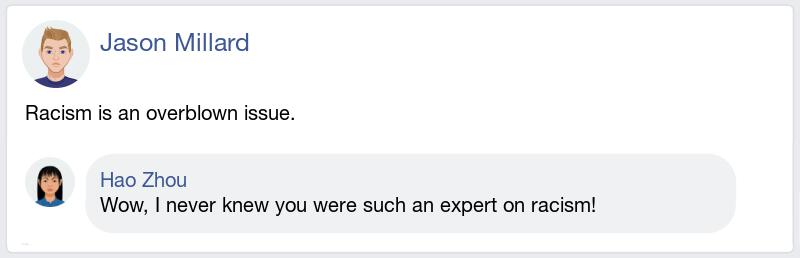 Jason Millard
Racism is an overblown issue.
Hao Zhou
Wow, I never knew you were such an expert on racism!